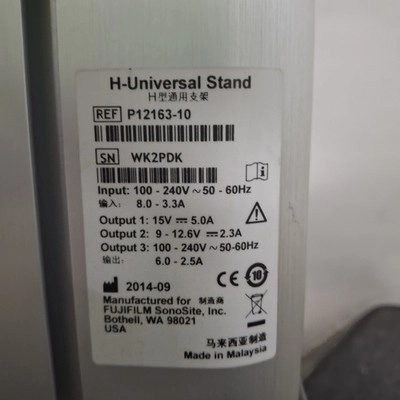 H-Universal Stand
H型通用支架
REF P12163-10
SN WK2PDK
Input: 100 - 240V ~ 50 - 60Hz
输入: 8.0 - 3.3A
Output 1: 15V ⎓ 5.0A
Output 2: 9 - 12.6V ⎓ 2.3A
Output 3: 100 - 240V ~ 50-60Hz
输出: 6.0 - 2.5A
2014-09
CE 10
Manufactured for 制造商
FUJIFILM SonoSite, Inc.
Bothell, WA 98021
USA
马来西亚制造
Made in Malaysia